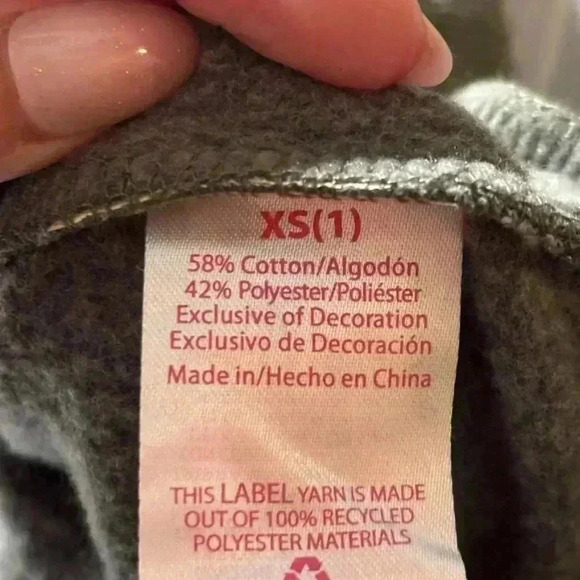 XS(1)
58% Cotton/Algodón
42% Polyester/Poliéster
Exclusive of Decoration
Exclusivo de Decoración
Made in/Hecho en China
THIS LABEL YARN IS MADE
OUT OF 100% RECYCLED
POLYESTER MATERIALS